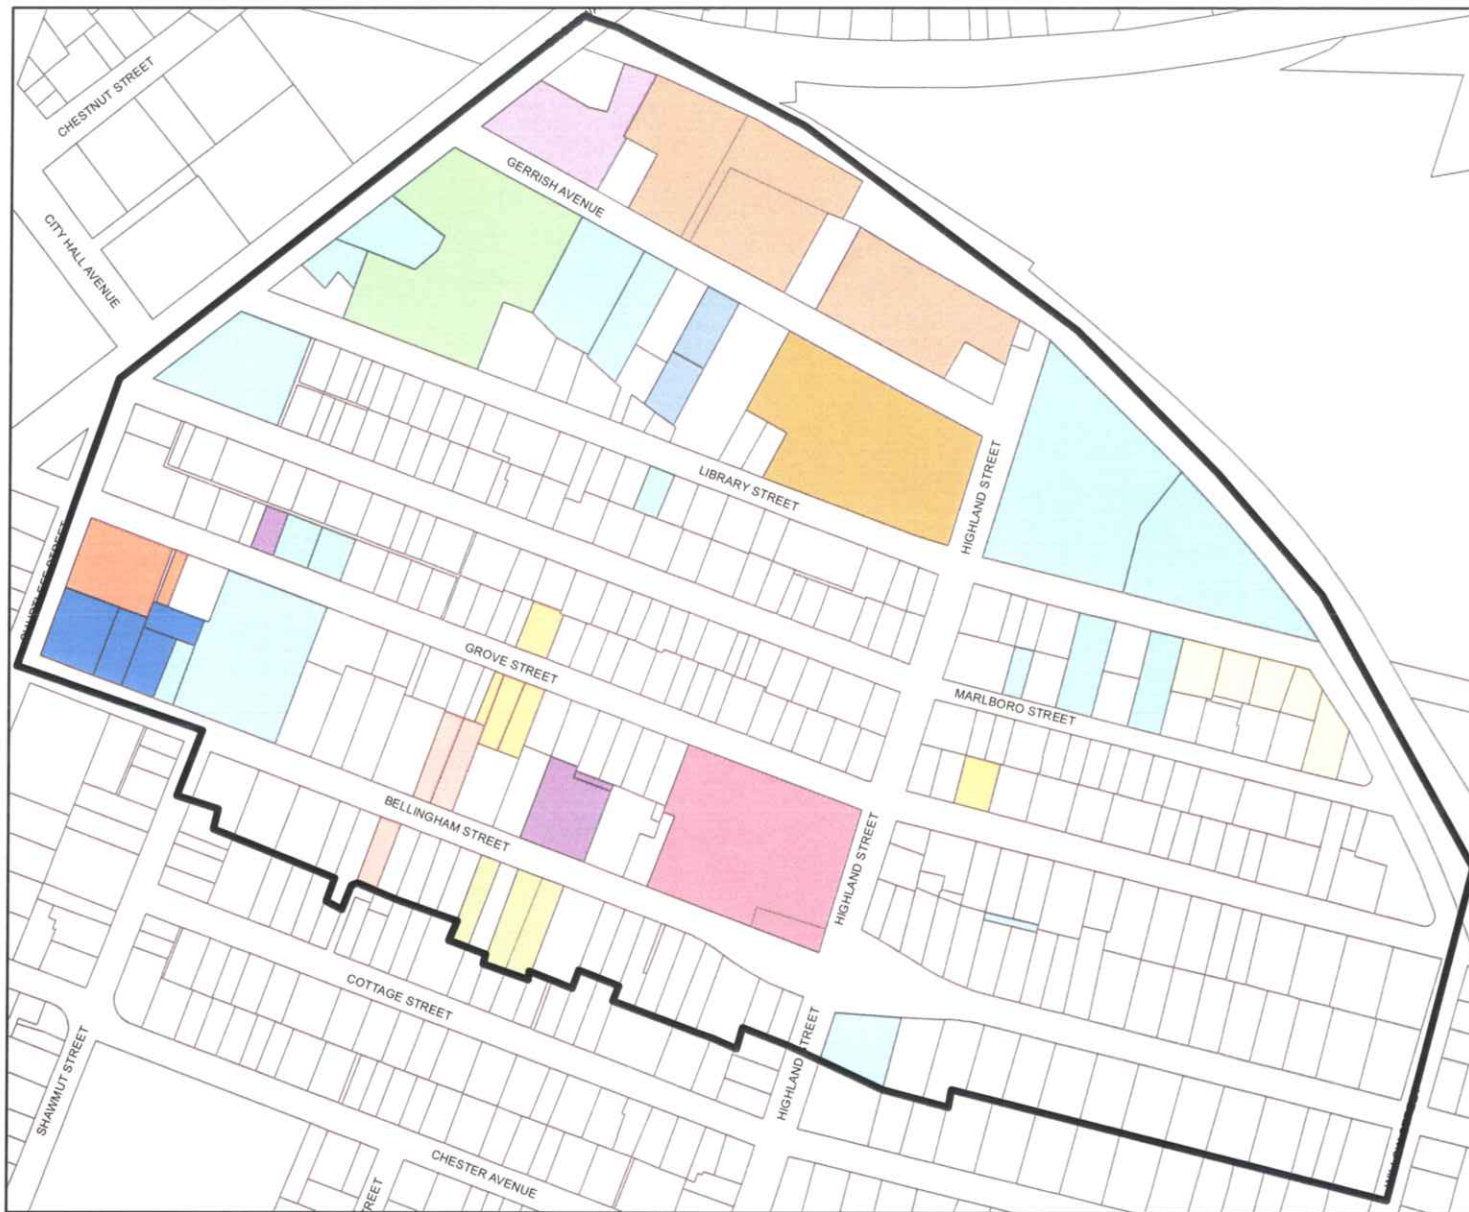 CHESTNUT STREET
GERRISH AVENUE
CITY HALL AVENUE
LIBRARY STREET
HIGHLAND STREET
GROVE STREET
MARLBORO STREET
BELLINGHAM STREET
HIGHLAND STREET
COTTAGE STREET
HIGHLAND STREET
SHAWMUT STREET
CHESTER AVENUE